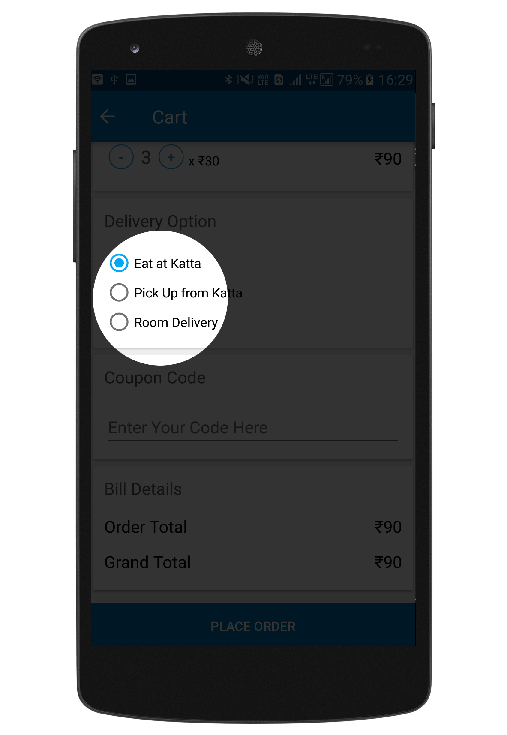 79% 16:29
Cart
- 3 + x ₹30 ₹90
Delivery Option
Eat at Katta
Pick Up from Katta
Room Delivery
Coupon Code
Enter Your Code Here
Bill Details
Order Total ₹90
Grand Total ₹90
PLACE ORDER